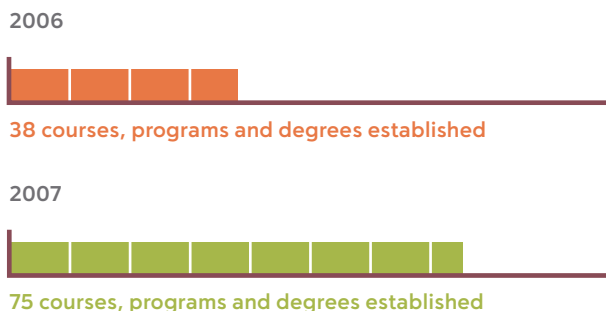 2006
38 courses, programs and degrees established
2007
75 courses, programs and degrees established